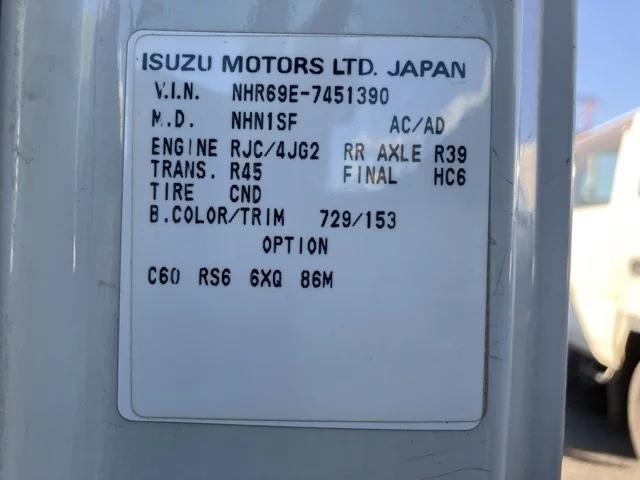 ISUZU MOTORS LTD. JAPAN
V.I.N. NHR69E-7451390
M.D. NHN1SF AC/AD
ENGINE RJC/4JG2 RR AXLE R39
TRANS. R45 FINAL HC6
TIRE CND
B.COLOR/TRIM 729/153
OPTION
C60 RS6 6XQ 86M